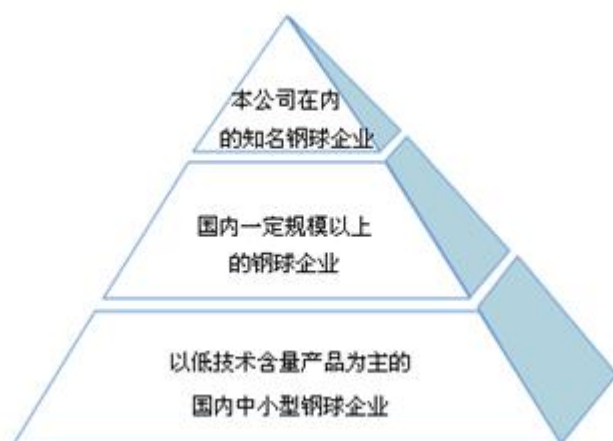 本公司在内
的知名钢球企业
国内一定规模以上
的钢球企业
以低技术含量产品为主的
国内中小型钢球企业